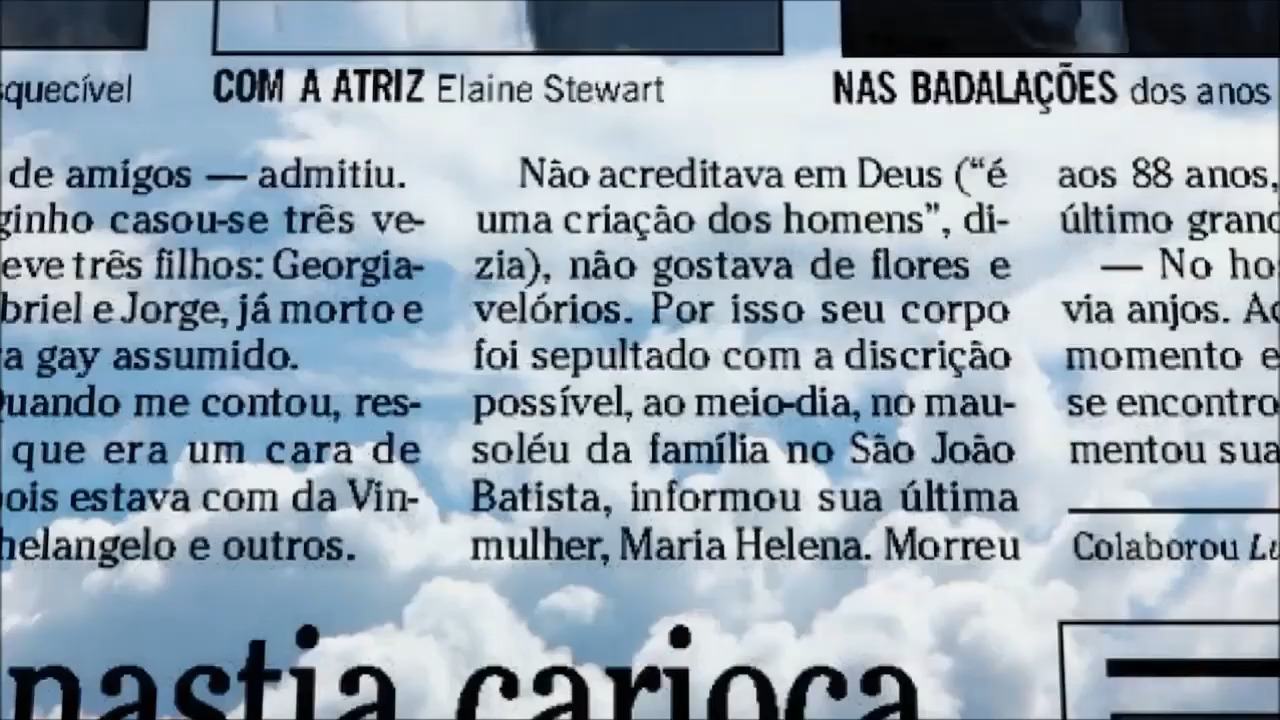 squecível
COM A ATRIZ Elaine Stewart
NAS BADALAÇÕES dos anos
de amigos — admitiu.
ginho casou-se três ve-
eve três filhos: Georgia-
briel e Jorge, já morto e
a gay assumido.
Quando me contou, res-
que era um cara de
pois estava com da Vin-
helangelo e outros.
Não acreditava em Deus (“é
uma criação dos homens”, di-
zia), não gostava de flores e
velórios. Por isso seu corpo
foi sepultado com a discrição
possível, ao meio-dia, no mau-
soléu da família no São João
Batista, informou sua última
mulher, Maria Helena. Morreu
aos 88 anos,
último grand
— No ho
via anjos. Ac
momento e
se encontro
mentou sua
Colaborou Lu
nastia carioca